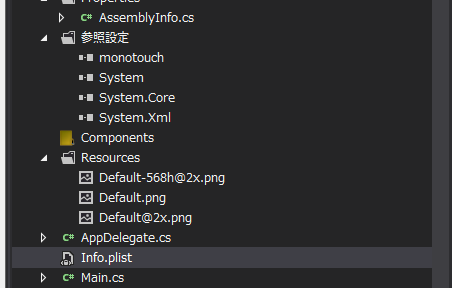 Properties
C# AssemblyInfo.cs
参照設定
monotouch
System
System.Core
System.Xml
Components
Resources
Default-568h@2x.png
Default.png
Default@2x.png
C# AppDelegate.cs
Info.plist
C# Main.cs